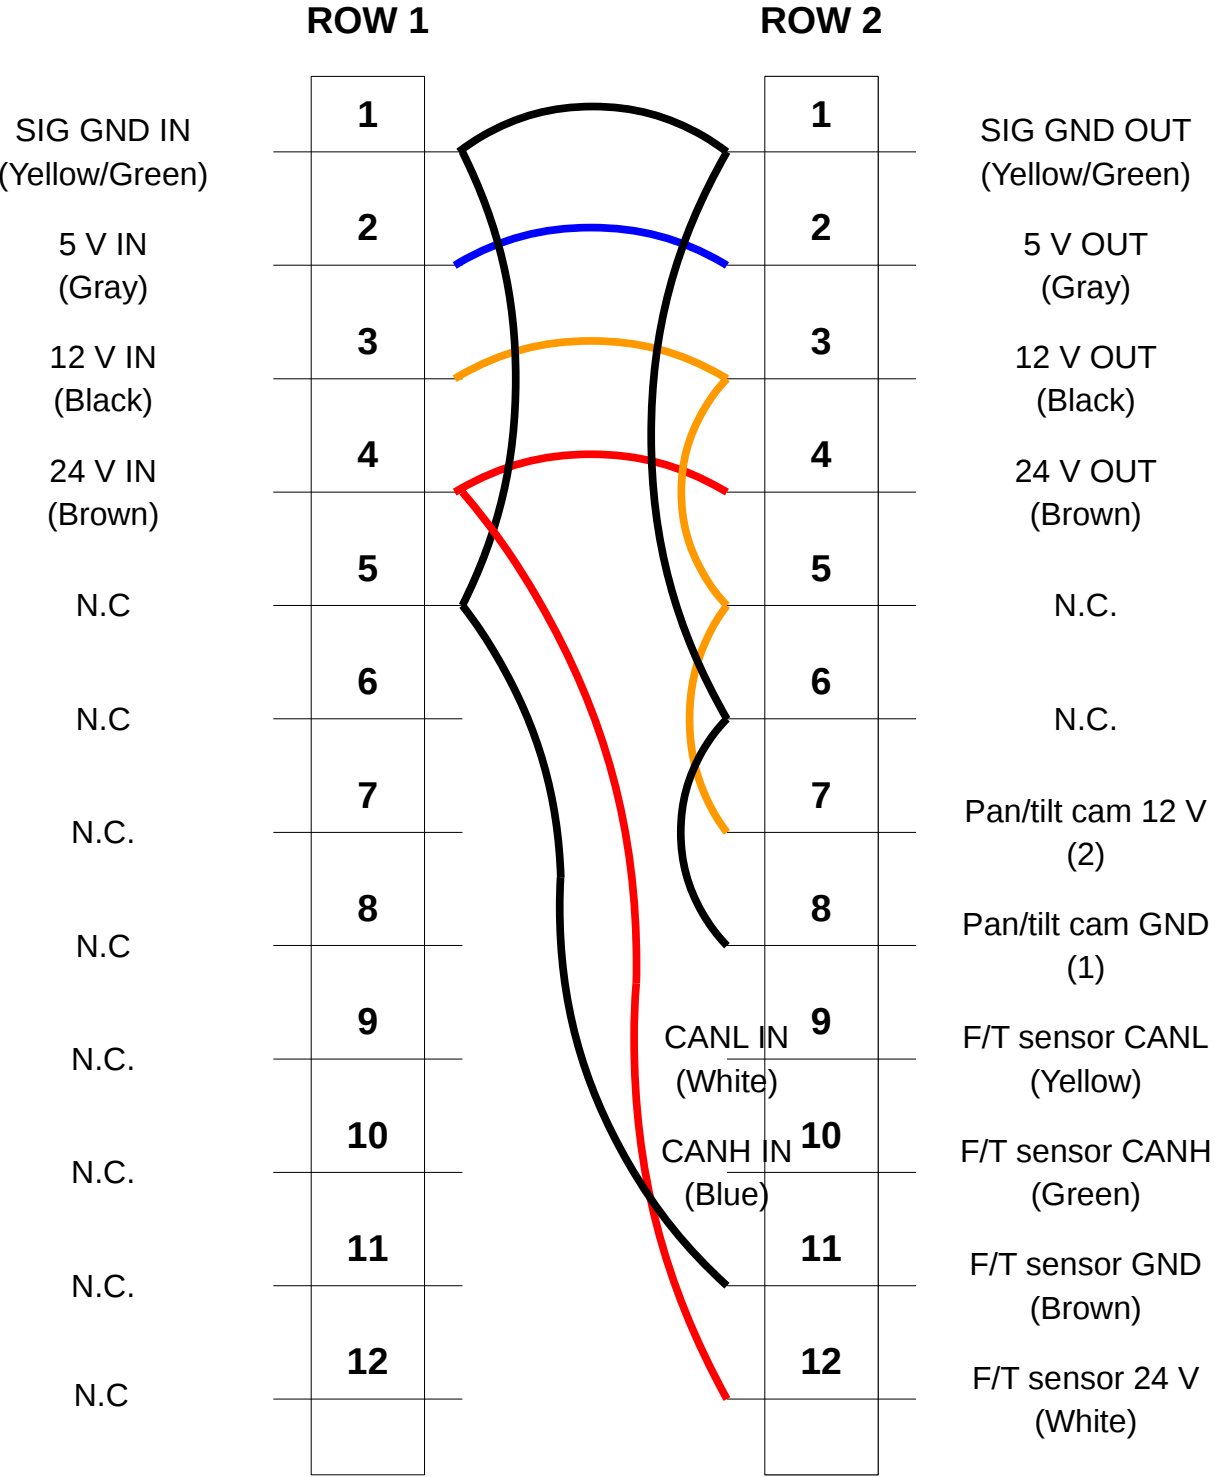 ROW 1
ROW 2
1
1
SIG GND IN
(Yellow/Green)
SIG GND OUT
(Yellow/Green)
2
2
5 V IN
(Gray)
5 V OUT
(Gray)
3
3
12 V IN
(Black)
12 V OUT
(Black)
4
4
24 V IN
(Brown)
24 V OUT
(Brown)
5
5
N.C
N.C.
6
6
N.C
N.C.
7
7
N.C.
Pan/tilt cam 12 V
(2)
8
8
N.C
Pan/tilt cam GND
(1)
9
9
N.C.
CANL IN
(White)
F/T sensor CANL
(Yellow)
10
10
N.C.
CANH IN
(Blue)
F/T sensor CANH
(Green)
11
11
N.C.
F/T sensor GND
(Brown)
12
12
N.C
F/T sensor 24 V
(White)